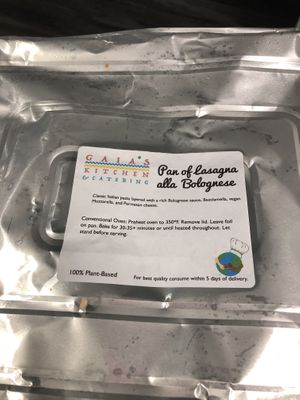 GAIA'S
KITCHEN
& CATERING
Pan of Lasagna
alla Bolognese
Classic Italian pasta layered with a rich Bolognese sauce, Beschamella, vegan
Mozzarella, and Parmesan cheese.
Conventional Oven: Preheat oven to 350°F. Remove lid. Leave foil
on pan. Bake for 30-35+ minutes or until heated throughout. Let
stand before serving.
100% Plant-Based
For best quality consume within 5 days of delivery.